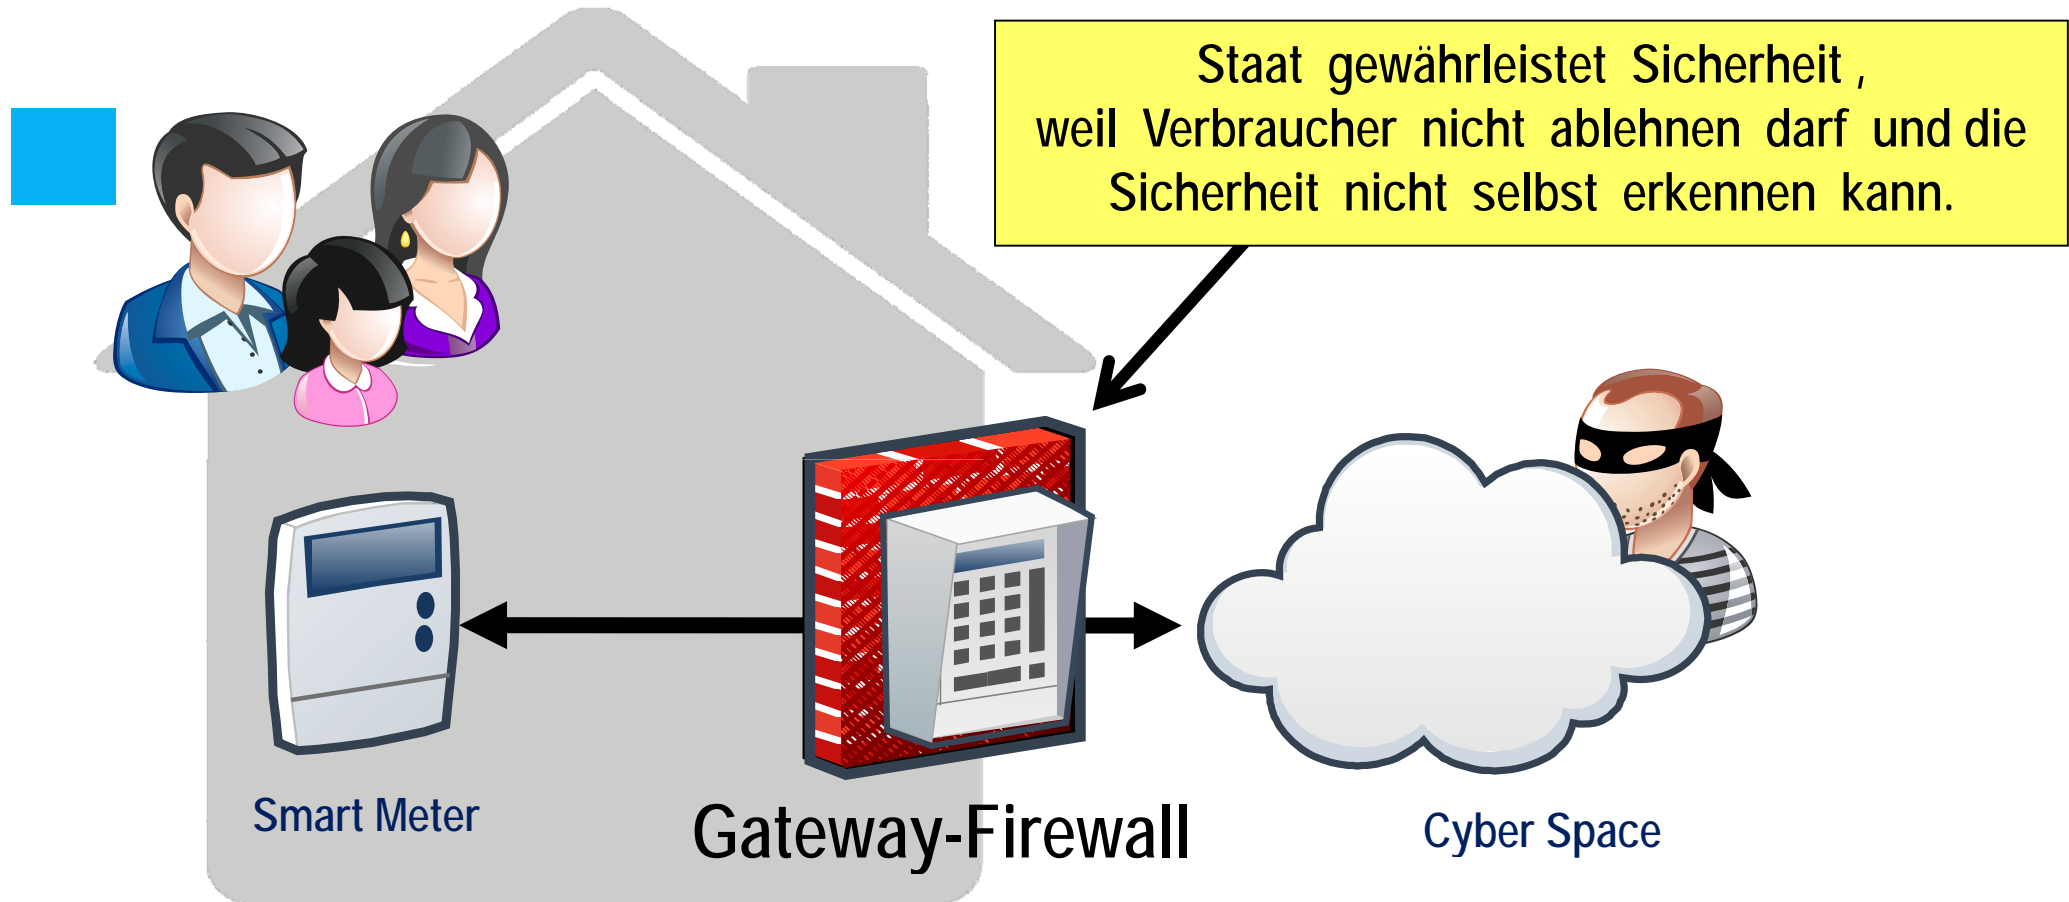 Staat gewährleistet Sicherheit ,
weil Verbraucher nicht ablehnen darf und die
Sicherheit nicht selbst erkennen kann.
Smart Meter
Gateway-Firewall
Cyber Space